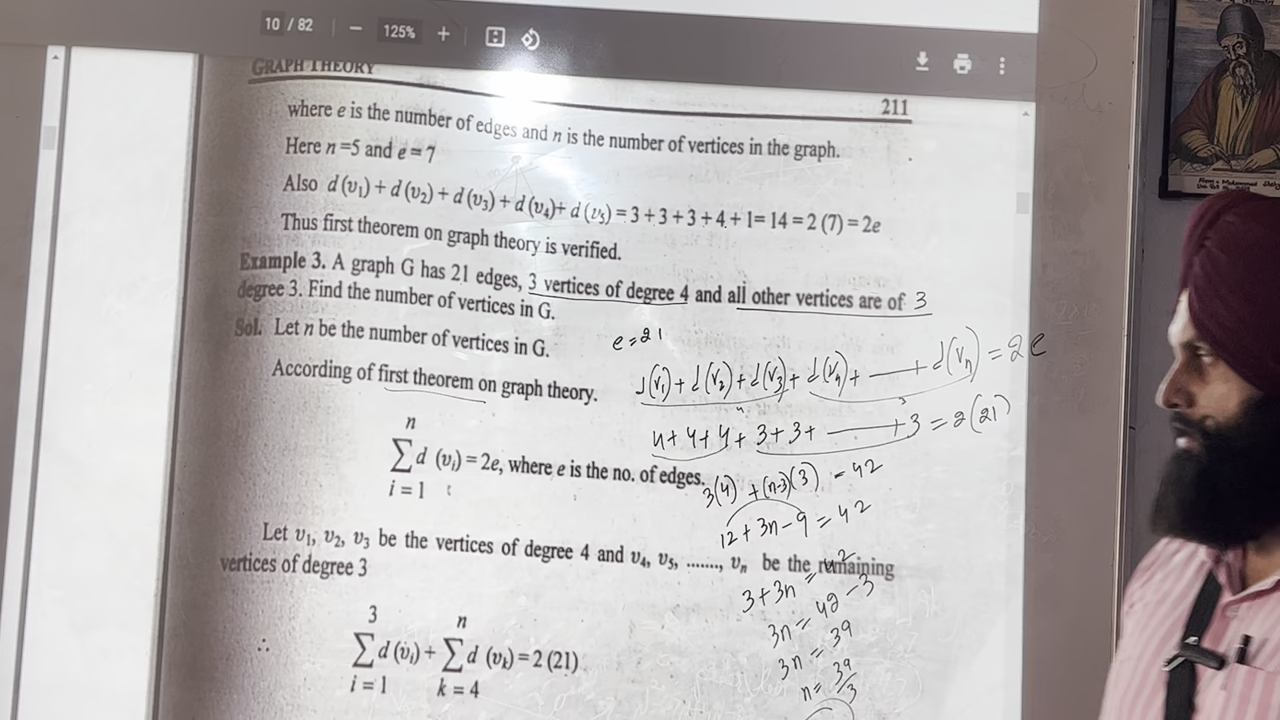 10 / 82
125%
GRAPH THEORY
211
where e is the number of edges and n is the number of vertices in the graph.
Here n =5 and e = 7
Also d (v₁) + d (v₂) + d (v₃) + d (v₄)+ d (v₅) = 3 + 3 + 3 + 4 + 1= 14 = 2 (7) = 2e
Thus first theorem on graph theory is verified.
Example 3. A graph G has 21 edges, 3 vertices of degree 4 and all other vertices are of 3
degree 3. Find the number of vertices in G.
Sol. Let n be the number of vertices in G.
e = 21
According of first theorem on graph theory.
d(v₁) + d(v₂) + d(v₃) + d(v₄) + —— + d(vₙ) = 2e
4 + 4 + 4 + 3 + 3 + —— + 3 = 2(21)
n
∑ d (vᵢ) = 2e, where e is the no. of edges.
i = 1
3(4) + (n-3)(3) = 42
12 + 3n - 9 = 42
Let v₁, v₂, v₃ be the vertices of degree 4 and v₄, v₅, ......., vₙ be the remaining
vertices of degree 3
3 + 3n = 42
3n = 42 - 3
3n = 39
n = 39/3
3 n
∴ ∑ d (vᵢ) + ∑ d (vₖ) = 2 (21)
i = 1 k = 4